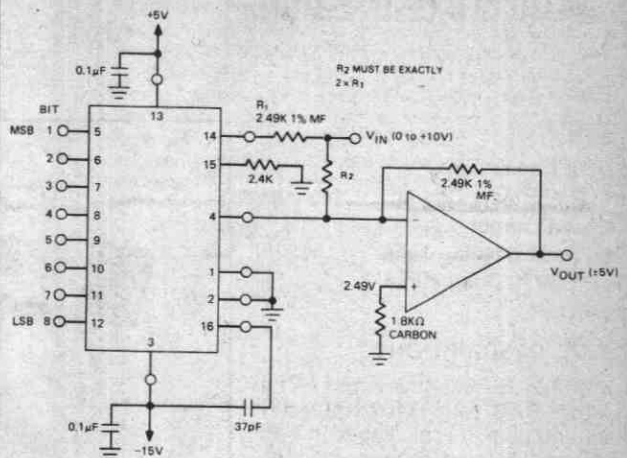 +5V
0.1µF
R2 MUST BE EXACTLY
2 x R1
BIT
13
R1
2.49K 1% MF
MSB 1 5
14
VIN (0 to +10V)
2 6
15
2.4K
R2
2.49K 1%
MF.
3 7
4 8
4
−
5 9
6 10
1
2.49V
+
VOUT (±5V)
7 11
2
LSB 8 12
16
1.8KΩ
CARBON
3
0.1µF
37pF
−15V